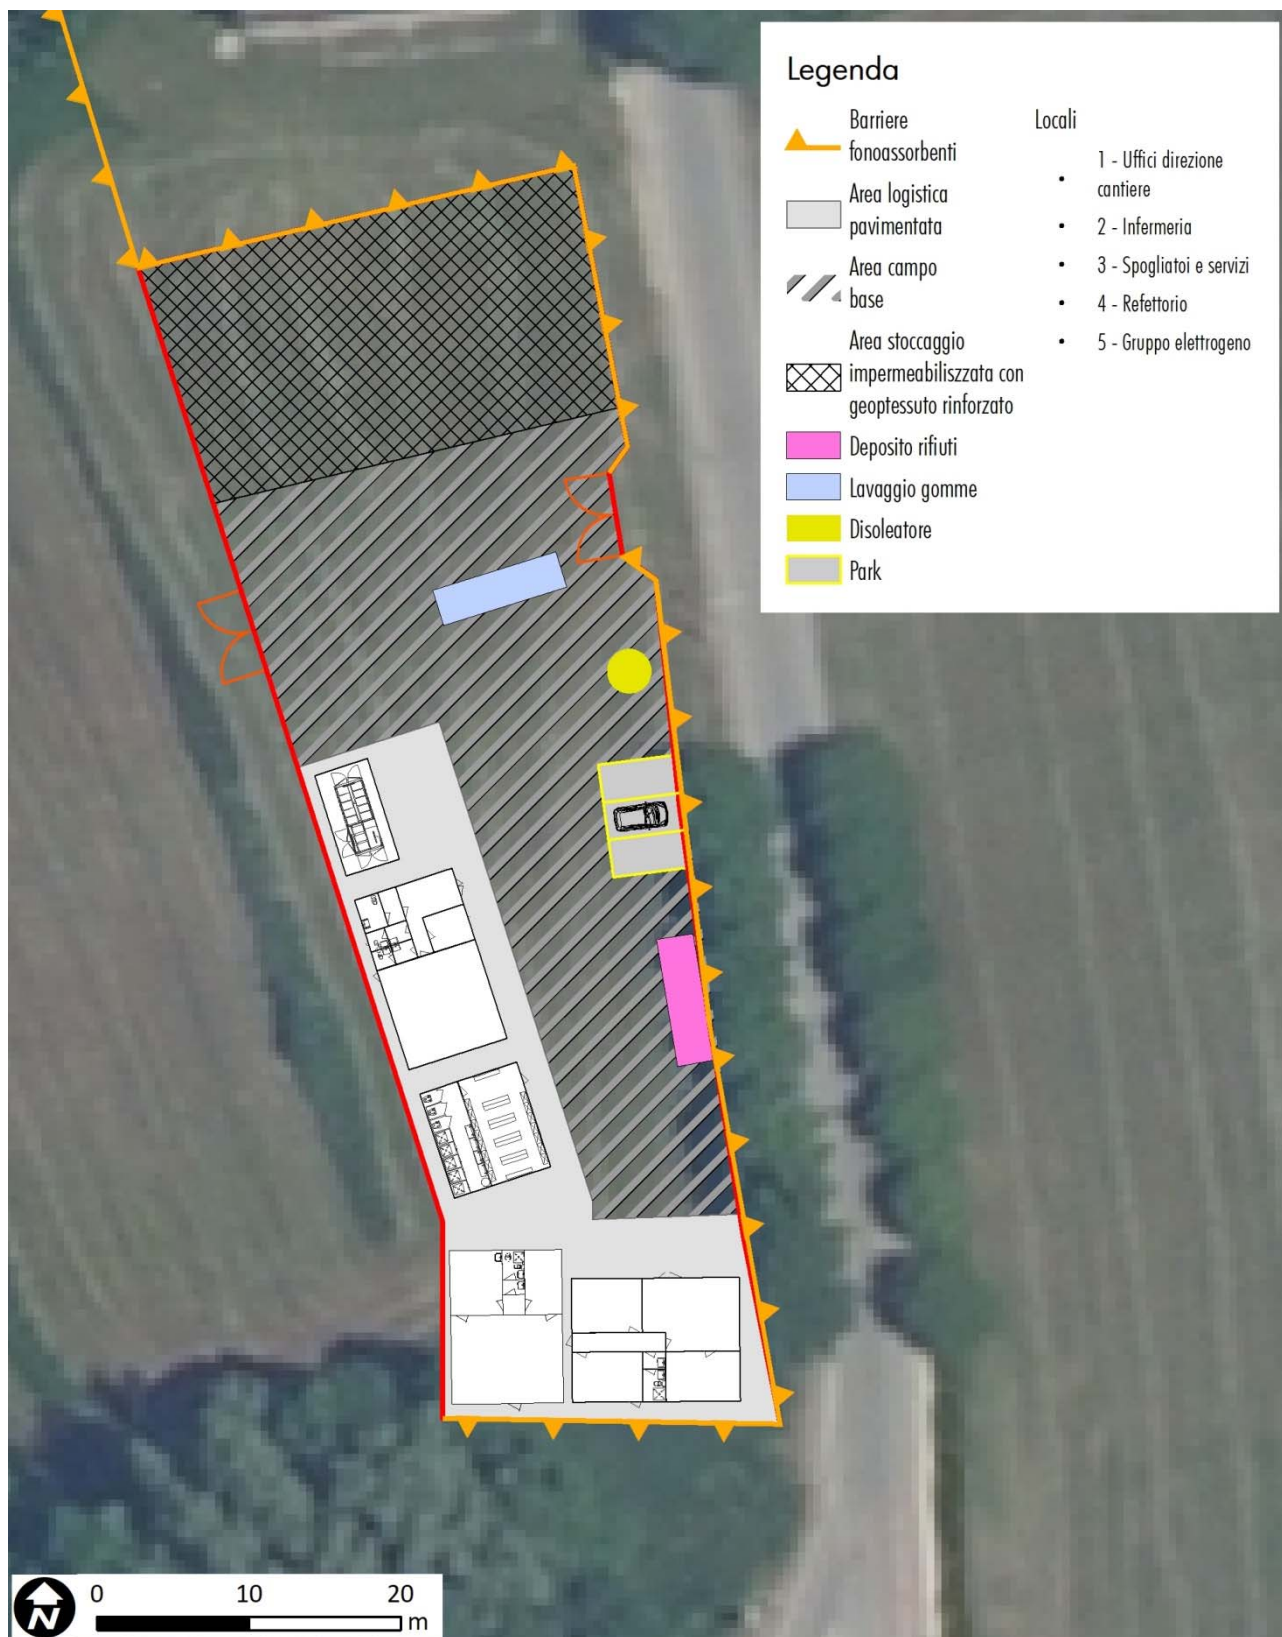 Legenda
Barriere
fonoassorbenti
Area logistica
pavimentata
Area campo
base
Area stoccaggio
impermeabiliszzata con
geoptessuto rinforzato
Deposito rifiuti
Lavaggio gomme
Disoleatore
Park
Locali
• 1 - Uffici direzione
cantiere
• 2 - Infermeria
• 3 - Spogliatoi e servizi
• 4 - Refettorio
• 5 - Gruppo elettrogeno
N
0 10 20
m